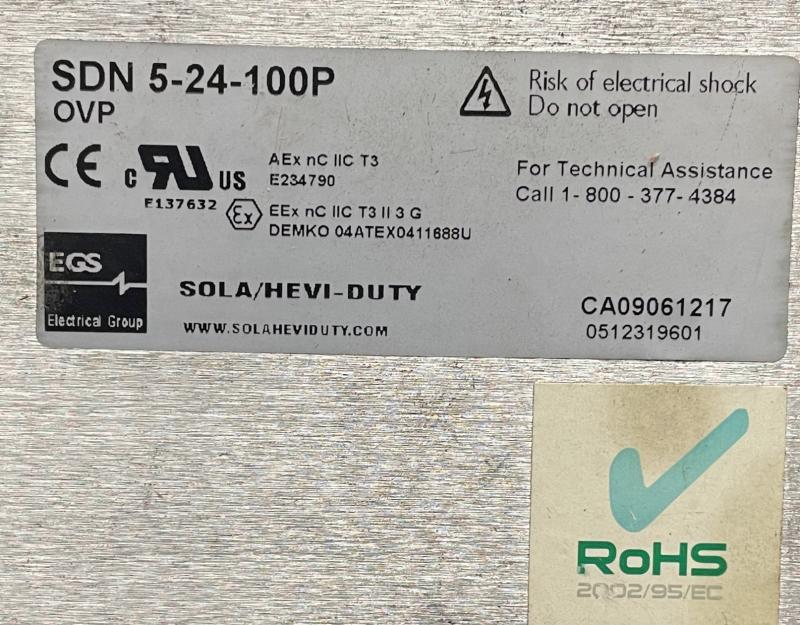 SDN 5-24-100P
OVP
Risk of electrical shock
Do not open
CE
c RU US
E137632
AEx nC IIC T3
E234790
Ex
EEx nC IIC T3 II 3 G
DEMKO 04ATEX0411688U
For Technical Assistance
Call 1- 800 - 377- 4384
EGS
Electrical Group
SOLA/HEVI-DUTY
WWW.SOLAHEVIDUTY.COM
CA09061217
0512319601
RoHS
2002/95/EC